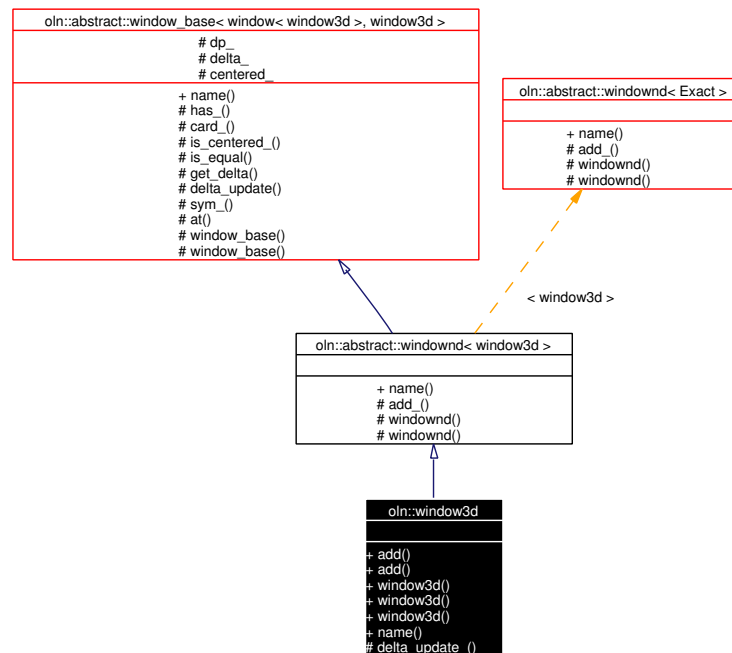 oln::abstract::window_base< window< window3d >, window3d >
# dp_
# delta_
# centered_
+ name()
# has_()
# card_()
# is_centered_()
# is_equal()
# get_delta()
# delta_update()
# sym_()
# at()
# window_base()
# window_base()
oln::abstract::windownd< Exact >
+ name()
# add_()
# windownd()
# windownd()
< window3d >
oln::abstract::windownd< window3d >
+ name()
# add_()
# windownd()
# windownd()
oln::window3d
+ add()
+ add()
+ window3d()
+ window3d()
+ window3d()
+ name()
# delta_update_()